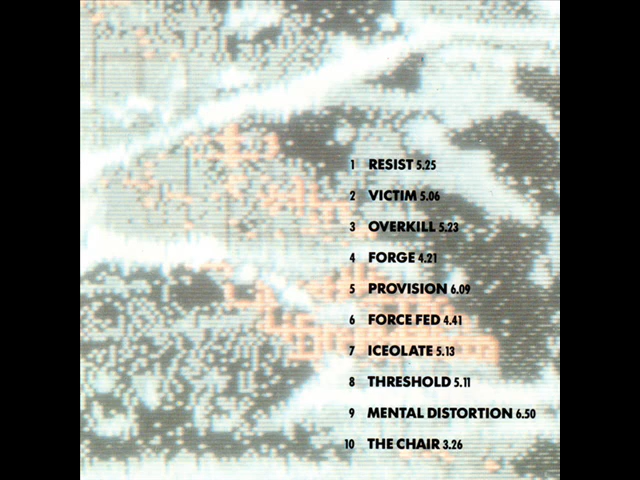 1 RESIST 5.25
2 VICTIM 5.06
3 OVERKILL 5.23
4 FORGE 4.21
5 PROVISION 6.09
6 FORCE FED 4.41
7 ICEOLATE 5.13
8 THRESHOLD 5.11
9 MENTAL DISTORTION 6.50
10 THE CHAIR 3.26